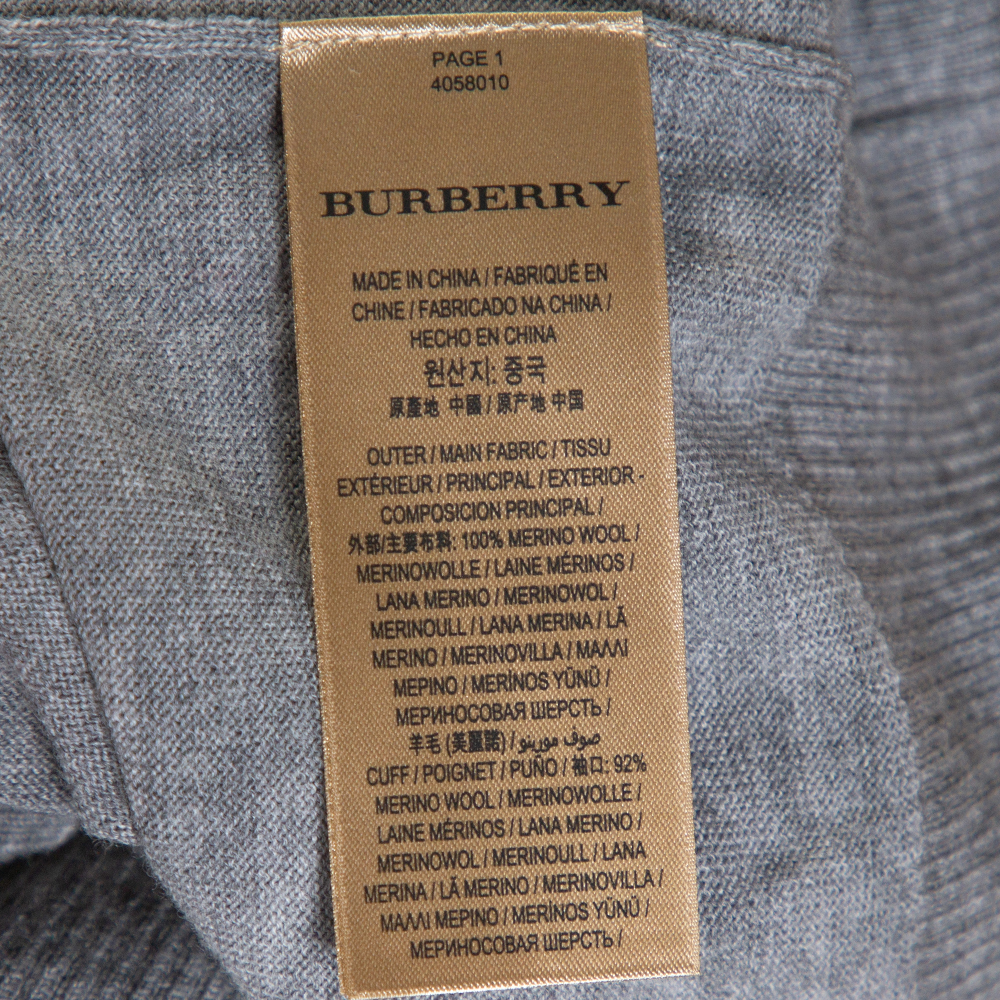 PAGE 1
4058010
BURBERRY
MADE IN CHINA / FABRIQUÉ EN
CHINE / FABRICADO NA CHINA /
HECHO EN CHINA
원산지: 중국
原產地 中國 / 原产地 中国
OUTER / MAIN FABRIC / TISSU
EXTÉRIEUR / PRINCIPAL / EXTERIOR -
COMPOSICION PRINCIPAL /
外部/主要布料: 100% MERINO WOOL /
MERINOWOLLE / LAINE MÉRINOS /
LANA MERINO / MERINOWOL /
MERINOULL / LANA MERINA / LÃ
MERINO / MERINOVILLA / ΜΑΛΛΙ
ΜΕΡΙΝΟ / MERİNOS YÜNÜ /
МЕРИНОСОВАЯ ШЕРСТЬ /
羊毛 (美麗諾) / صوف مورينو
CUFF / POIGNET / PUÑO / 袖口: 92%
MERINO WOOL / MERINOWOLLE /
LAINE MÉRINOS / LANA MERINO /
MERINOWOL / MERINOULL / LANA
MERINA / LÃ MERINO / MERINOVILLA /
ΜΑΛΛΙ ΜΕΡΙΝΟ / MERİNOS YÜNÜ /
МЕРИНОСОВАЯ ШЕРСТЬ /